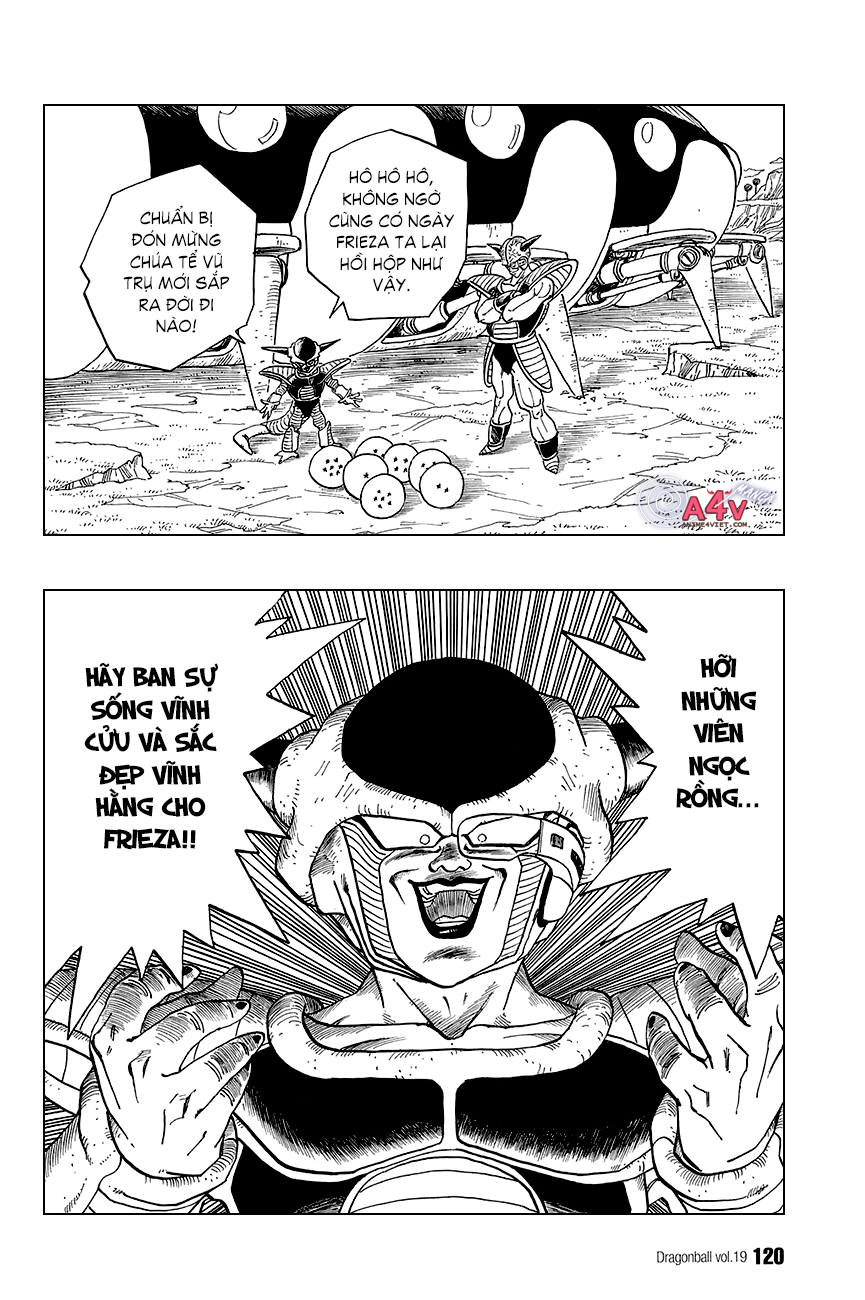 HÔ HÔ HÔ,
KHÔNG NGỜ
CŨNG CÓ NGÀY
FRIEZA TA LẠI
HỒI HỘP NHƯ
VẬY.
CHUẨN BỊ
ĐÓN MỪNG
CHÚA TỂ VŨ
TRỤ MỚI SẮP
RA ĐỜI ĐI
NÀO!
A4V
ANIME4VIET.COM
HỠI
NHỮNG
VIÊN
NGỌC
RỒNG...
HÃY BAN SỰ
SỐNG VĨNH
CỬU VÀ SẮC
ĐẸP VĨNH
HẰNG CHO
FRIEZA!!
Dragonball vol.19 120